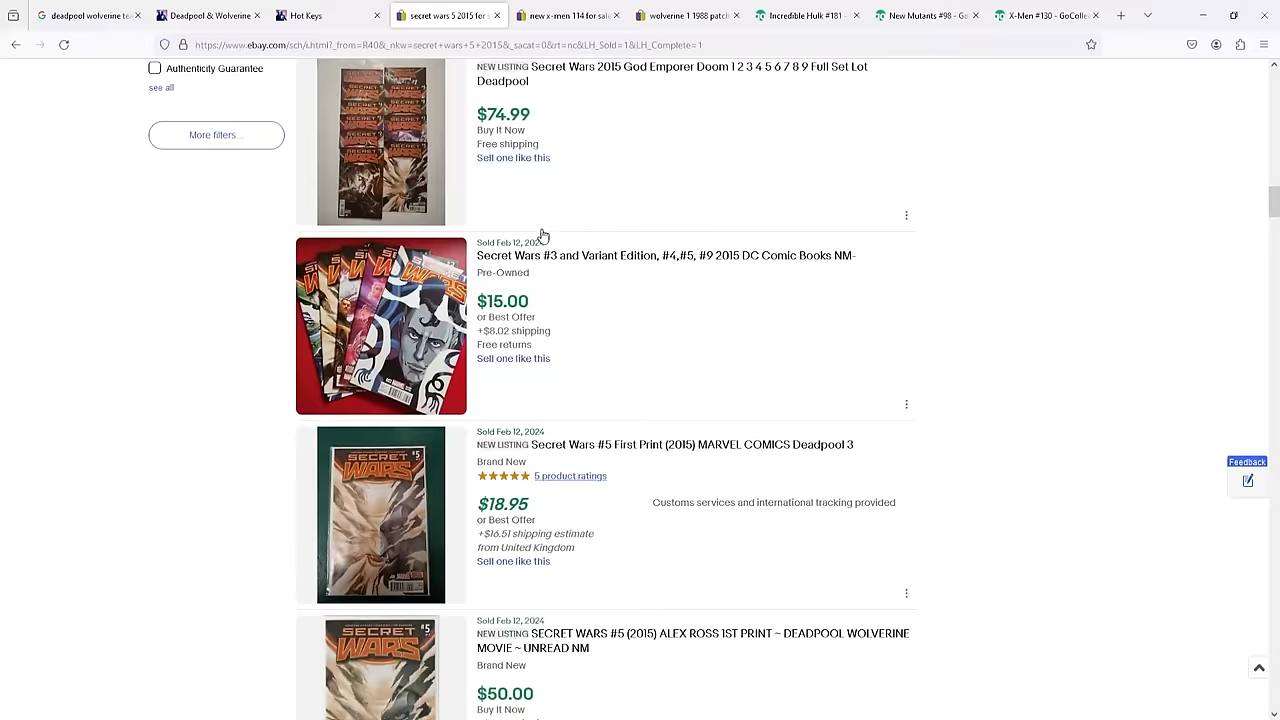 deadpool wolverine t
Deadpool & Wolverine
Hot Keys
secret wars 5 2015 for s
new x-men 114 for sale
wolverine 1 1988 patch
Incredible Hulk #181 -
New Mutants #98 - Go
X-Men #130 - GoCollec
https://www.ebay.com/sch/i.html?_from=R40&_nkw=secret+wars+5+2015&_sacat=0&rt=nc&LH_Sold=1&LH_Complete=1
Authenticity Guarantee
see all
More filters...
NEW LISTING Secret Wars 2015 God Emporer Doom 1 2 3 4 5 6 7 8 9 Full Set Lot
Deadpool
$74.99
Buy It Now
Free shipping
Sell one like this
Sold Feb 12, 202
Secret Wars #3 and Variant Edition, #4,#5, #9 2015 DC Comic Books NM-
Pre-Owned
$15.00
or Best Offer
+$8.02 shipping
Free returns
Sell one like this
Sold Feb 12, 2024
NEW LISTING Secret Wars #5 First Print (2015) MARVEL COMICS Deadpool 3
Brand New
5 product ratings
$18.95
or Best Offer
+$16.51 shipping estimate
from United Kingdom
Sell one like this
Customs services and international tracking provided
SECRET
WARS
#5
Feedback
Sold Feb 12, 2024
NEW LISTING SECRET WARS #5 (2015) ALEX ROSS 1ST PRINT ~ DEADPOOL WOLVERINE
MOVIE ~ UNREAD NM
Brand New
$50.00
Buy It Now
SECRET
WARS
#5